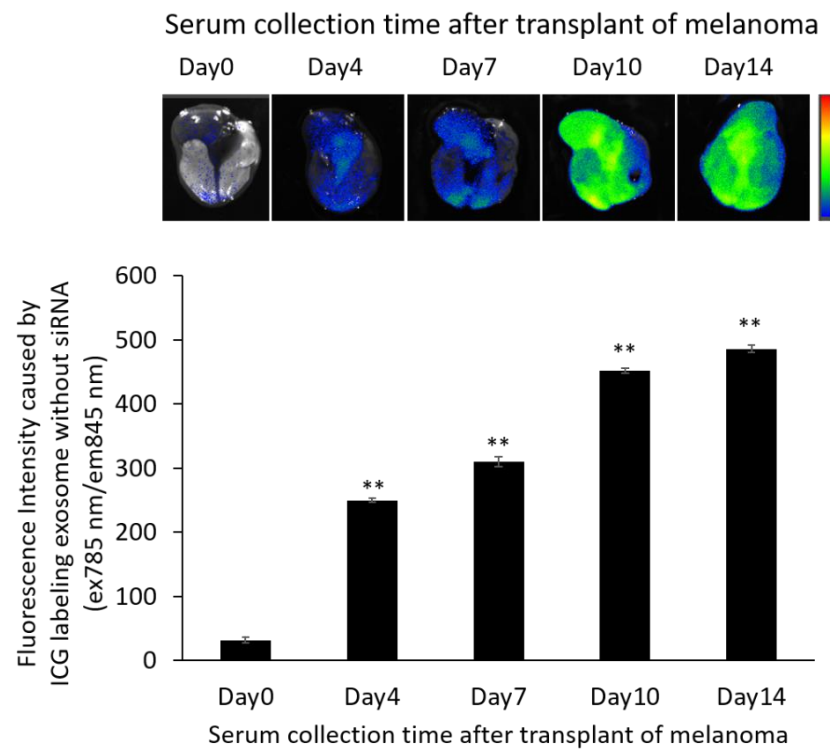 Serum collection time after transplant of melanoma
Day0 Day4 Day7 Day10 Day14
Fluorescence Intensity caused by
ICG labeling exosome without siRNA
(ex785 nm/em845 nm)
600
500
400
300
200
100
0
**
**
**
**
Day0 Day4 Day7 Day10 Day14
Serum collection time after transplant of melanoma